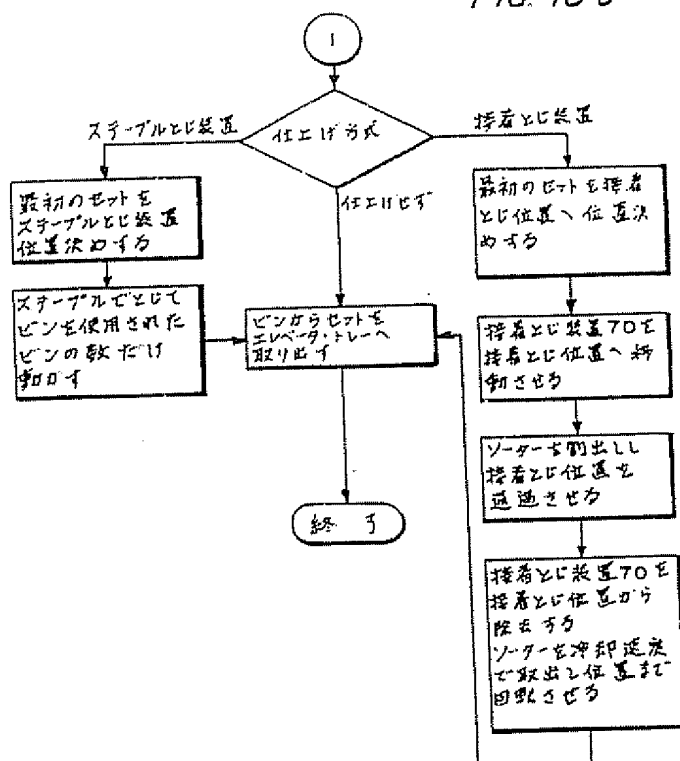 1
仕上げ方式
ステープルとじ装置
接着とじ装置
仕上げせず
最初のセットを
ステープルとじ装置
位置決めする
ステープルでとじて
ビンを使用された
ビンの数だけ
動かす
ビンからセットを
エレベータ・トレーへ
取り出す
終了
最初のセットを接着
とじ位置へ位置決
めする
接着とじ装置70を
接着とじ位置へ移
動させる
ソーターを割出しし
接着とじ位置を
通過させる
接着とじ装置70を
接着とじ位置から
除去する
ソーターを冷却速度
で取出し位置まで
回転させる